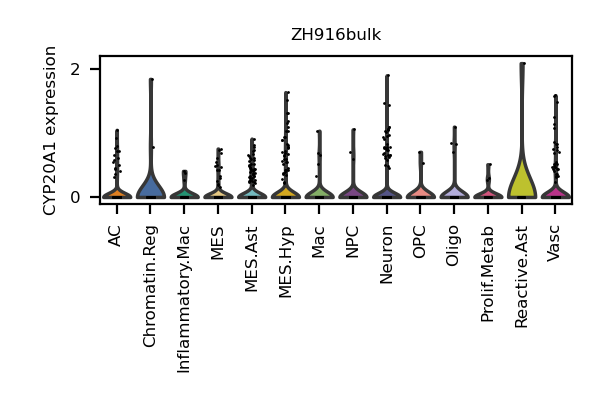 ZH916bulk
CYP20A1 expression
2
0
AC
Chromatin.Reg
Inflammatory.Mac
MES
MES.Ast
MES.Hyp
Mac
NPC
Neuron
OPC
Oligo
Prolif.Metab
Reactive.Ast
Vasc